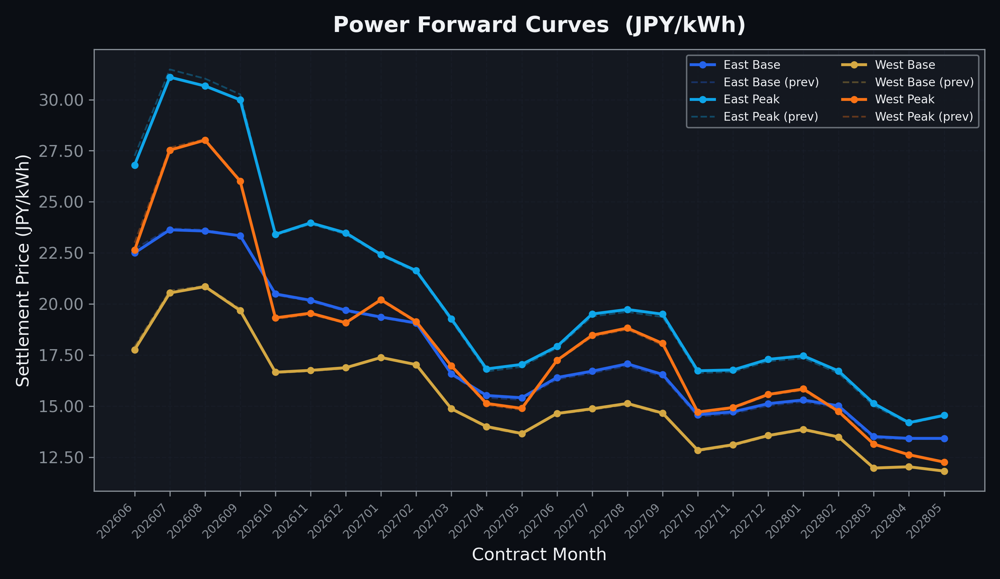 Power Forward Curves (JPY/kWh)
East Base
East Base (prev)
East Peak
East Peak (prev)
West Base
West Base (prev)
West Peak
West Peak (prev)
Settlement Price (JPY/kWh)
30.00
27.50
25.00
22.50
20.00
17.50
15.00
12.50
202606
202607
202608
202609
202610
202611
202612
202701
202702
202703
202704
202705
202706
202707
202708
202709
202710
202711
202712
202801
202802
202803
202804
202805
Contract Month